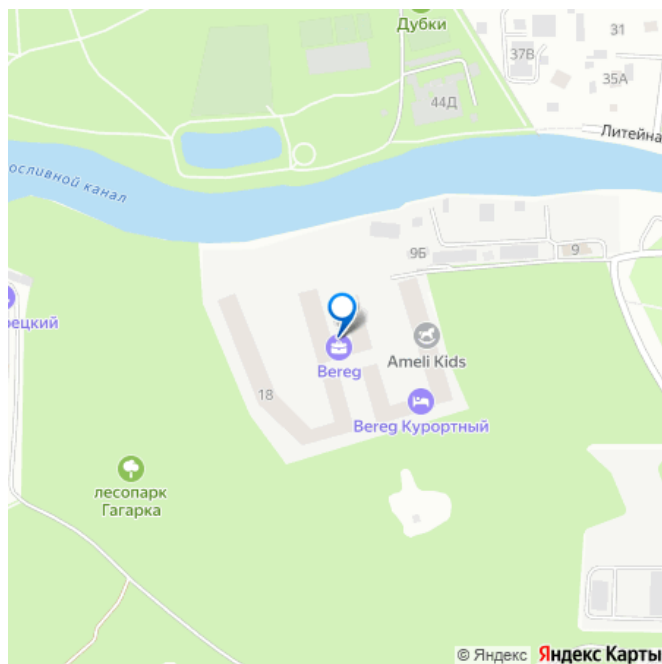 Дубки
31
37В
35А
44Д
Литейна
осливной канал
9Б
9
рецкий
Bereg
Ameli Kids
18
Bereg Курортный
лесопарк
Гагарка
© Яндекс Яндекс Карты